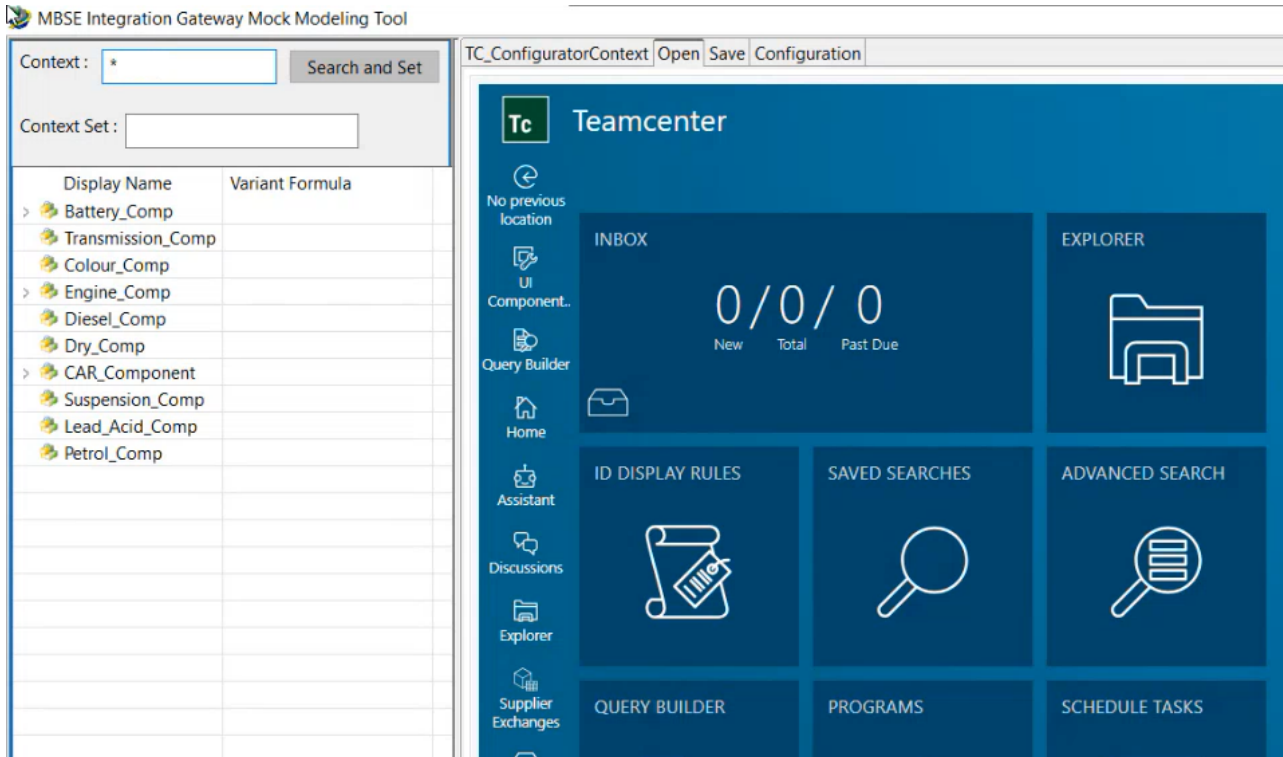 MBSE Integration Gateway Mock Modeling Tool
Context :
*
Search and Set
Context Set :
Display Name Variant Formula
Battery_Comp
Transmission_Comp
Colour_Comp
Engine_Comp
Diesel_Comp
Dry_Comp
CAR_Component
Suspension_Comp
Lead_Acid_Comp
Petrol_Comp
TC_ConfiguratorContext Open Save Configuration
Tc Teamcenter
No previous
location
UI
Component..
Query Builder
Home
Assistant
Discussions
Explorer
Supplier
Exchanges
INBOX
0 / 0 / 0
New Total Past Due
EXPLORER
ID DISPLAY RULES
SAVED SEARCHES
ADVANCED SEARCH
QUERY BUILDER
PROGRAMS
SCHEDULE TASKS